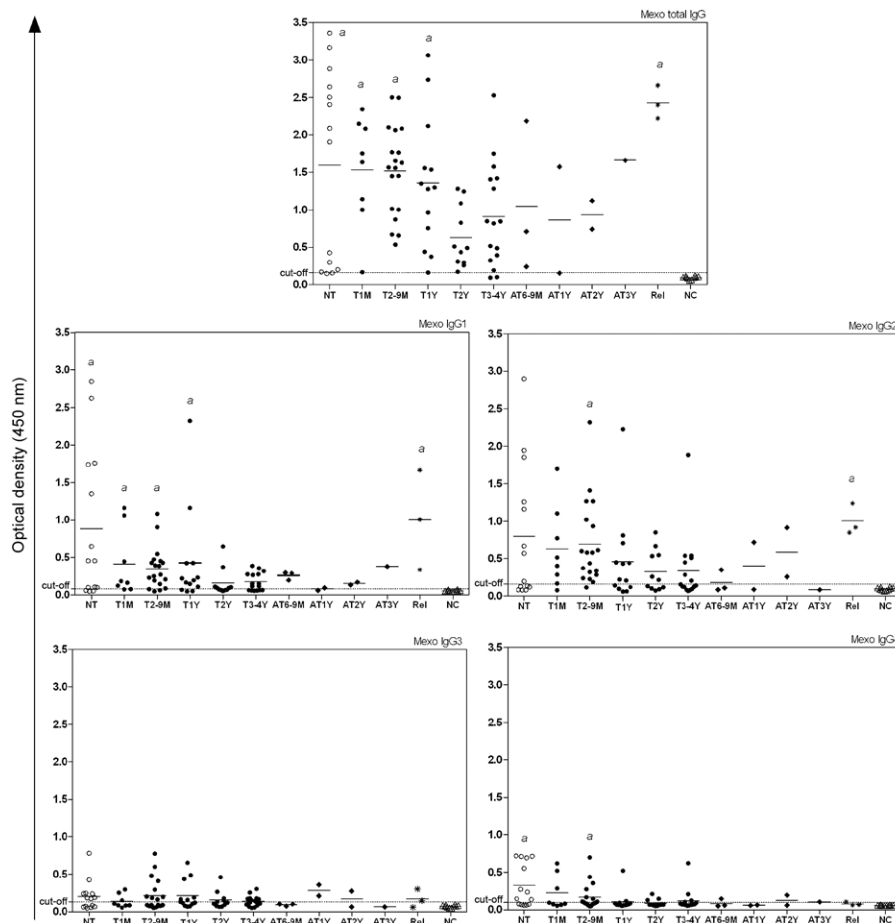 Mexo total IgG
a
a
a
a
a
3.5
3.0
2.5
2.0
1.5
1.0
0.5
cut-off
0.0
NT T1M T2-9M T1Y T2Y T3-4Y AT6-9M AT1Y AT2Y AT3Y Rel NC
Optical density (450 nm)
Mexo IgG1
a
a
a
a
a
3.5
3.0
2.5
2.0
1.5
1.0
0.5
cut-off
0.0
NT T1M T2-9M T1Y T2Y T3-4Y AT6-9M AT1Y AT2Y AT3Y Rel NC
Mexo IgG2
a
a
3.5
3.0
2.5
2.0
1.5
1.0
0.5
cut-off
0.0
NT T1M T2-9M T1Y T2Y T3-4Y AT6-9M AT1Y AT2Y AT3Y Rel NC
Mexo IgG3
3.5
3.0
2.5
2.0
1.5
1.0
0.5
cut-off
0.0
NT T1M T2-9M T1Y T2Y T3-4Y AT6-9M AT1Y AT2Y AT3Y Rel NC
Mexo IgG
a
a
3.5
3.0
2.5
2.0
1.5
1.0
0.5
cut-off
0.0
NT T1M T2-9M T1Y T2Y T3-4Y AT6-9M AT1Y AT2Y AT3Y Rel NC